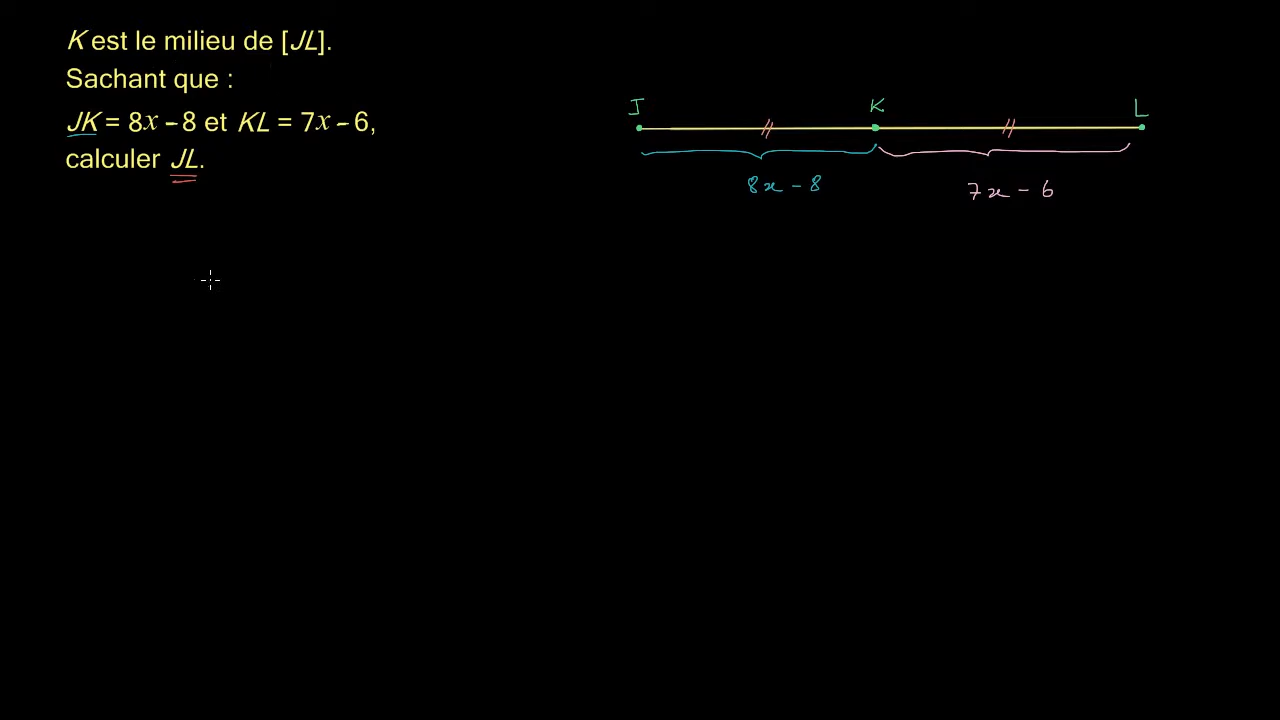 K est le milieu de [JL].
Sachant que :
JK = 8x - 8 et KL = 7x - 6,
calculer JL.
J K L
8x - 8 7x - 6